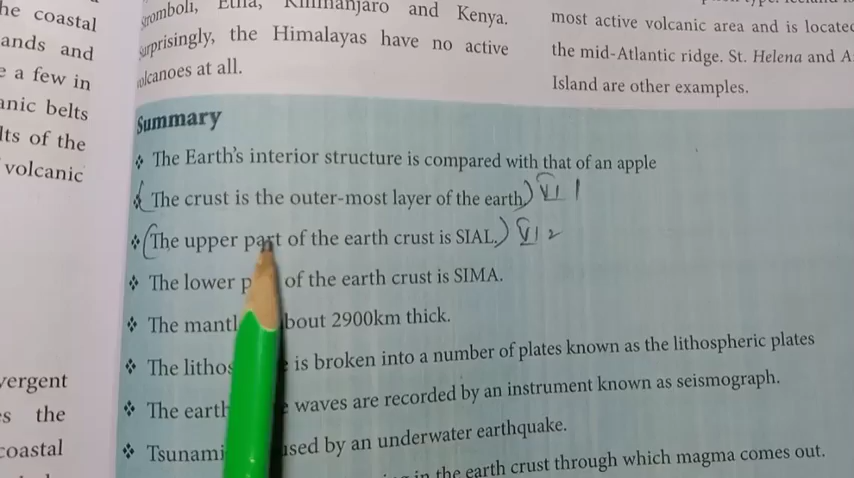 he coastal
ands and
e a few in
anic belts
lts of the
volcanic
vergent
s the
coastal
Stromboli, Etna, Kilimanjaro and Kenya.
surprisingly, the Himalayas have no active
volcanoes at all.
most active volcanic area and is located
the mid-Atlantic ridge. St. Helena and A
Island are other examples.
Summary
❖ The Earth's interior structure is compared with that of an apple
❖ (The crust is the outer-most layer of the earth.) VI 1
❖ (The upper part of the earth crust is SIAL.) VI 2
❖ The lower p of the earth crust is SIMA.
❖ The mantl bout 2900km thick.
❖ The lithos e is broken into a number of plates known as the lithospheric plates
❖ The earth e waves are recorded by an instrument known as seismograph.
❖ Tsunami used by an underwater earthquake.
in the earth crust through which magma comes out.